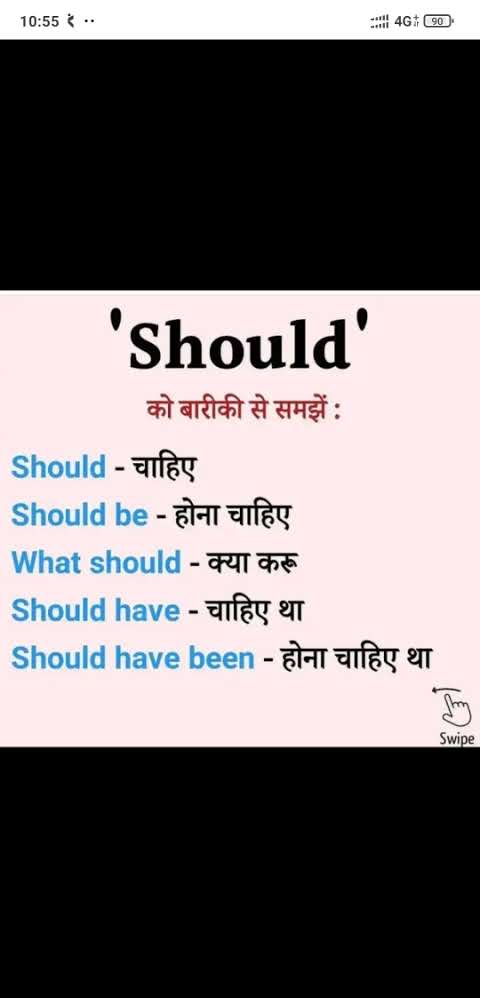 10:55
4G
90
'Should'
को बारीकी से समझें :
Should - चाहिए
Should be - होना चाहिए
What should - क्या करू
Should have - चाहिए था
Should have been - होना चाहिए था
Swipe